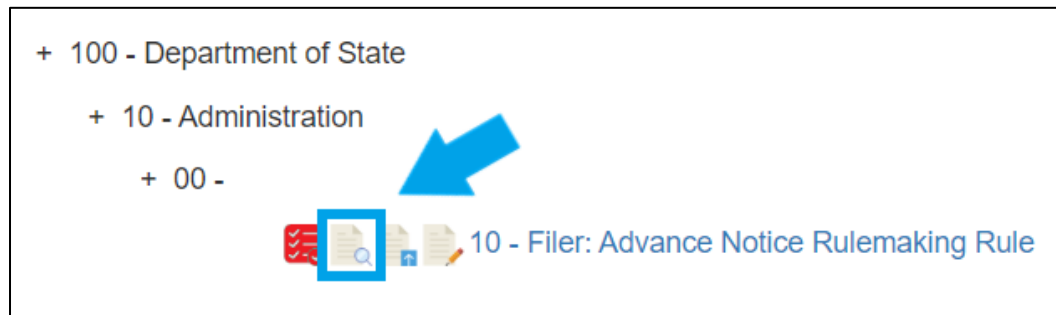 + 100 - Department of State
+ 10 - Administration
+ 00 -
10 - Filer: Advance Notice Rulemaking Rule